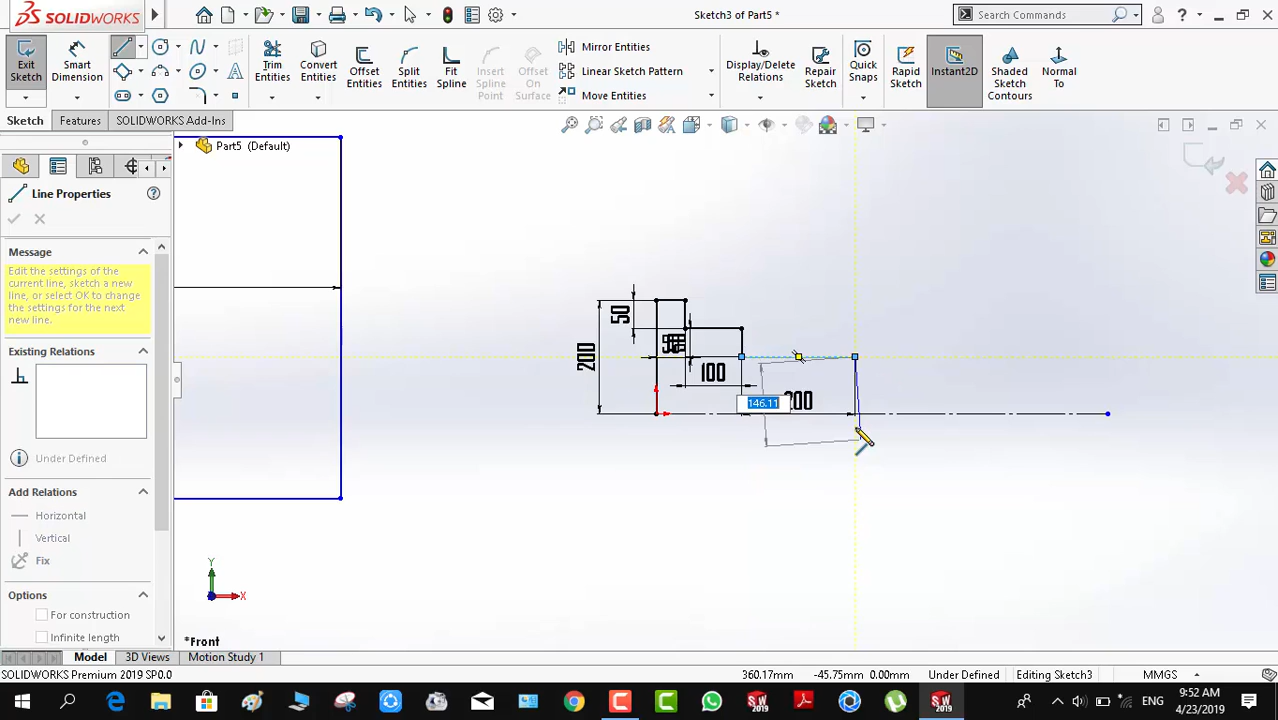 SOLIDWORKS
Sketch3 of Part5 *
Search Commands
?
Exit Sketch
Smart Dimension
Trim Entities
Convert Entities
Offset Entities
Split Entities
Fit Spline
Insert Spline Point
Offset On Surface
Mirror Entities
Linear Sketch Pattern
Move Entities
Display/Delete Relations
Repair Sketch
Quick Snaps
Rapid Sketch
Instant2D
Shaded Sketch Contours
Normal To
Sketch
Features
SOLIDWORKS Add-Ins
Part5 (Default)
Line Properties
Message
Edit the settings of the
current line, sketch a new
line, or select OK to change
the settings for the next
new line.
Existing Relations
Under Defined
Add Relations
Horizontal
Vertical
Fix
Options
For construction
Infinite length
50
200
100
146.11
200
Y
X
*Front
Model
3D Views
Motion Study 1
SOLIDWORKS Premium 2019 SP0.0
360.17mm
-45.75mm 0.00mm
Under Defined
Editing Sketch3
MMGS
ENG
9:52 AM
4/23/2019